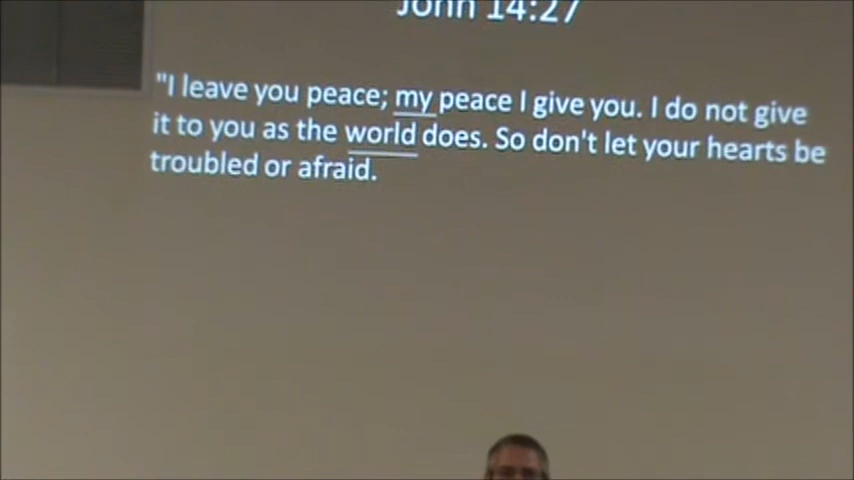 John 14:27
"I leave you peace; my peace I give you. I do not give
it to you as the world does. So don't let your hearts be
troubled or afraid.